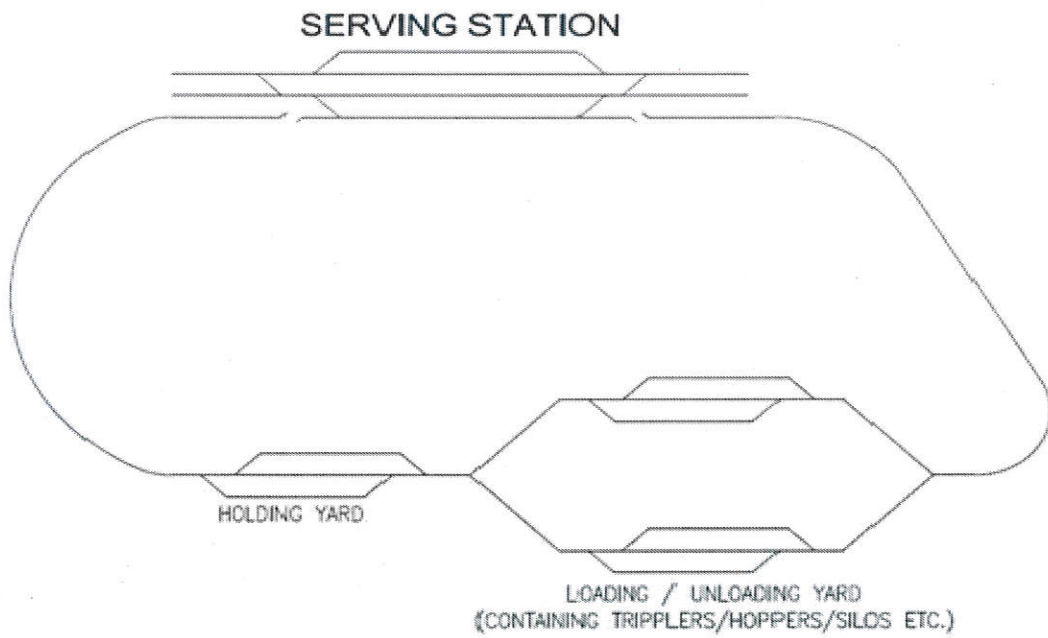 SERVING STATION
HOLDING YARD
LOADING / UNLOADING YARD
(CONTAINING TRIPPLERS/HOPPERS/SILOS ETC.)